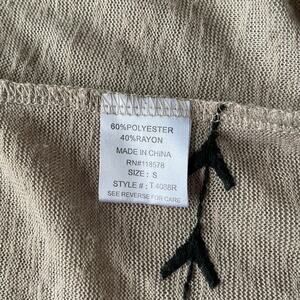 60%POLYESTER
40%RAYON
MADE IN CHINA
RN#118578
SIZE : S
STYLE # : T4088R
SEE REVERSE FOR CARE